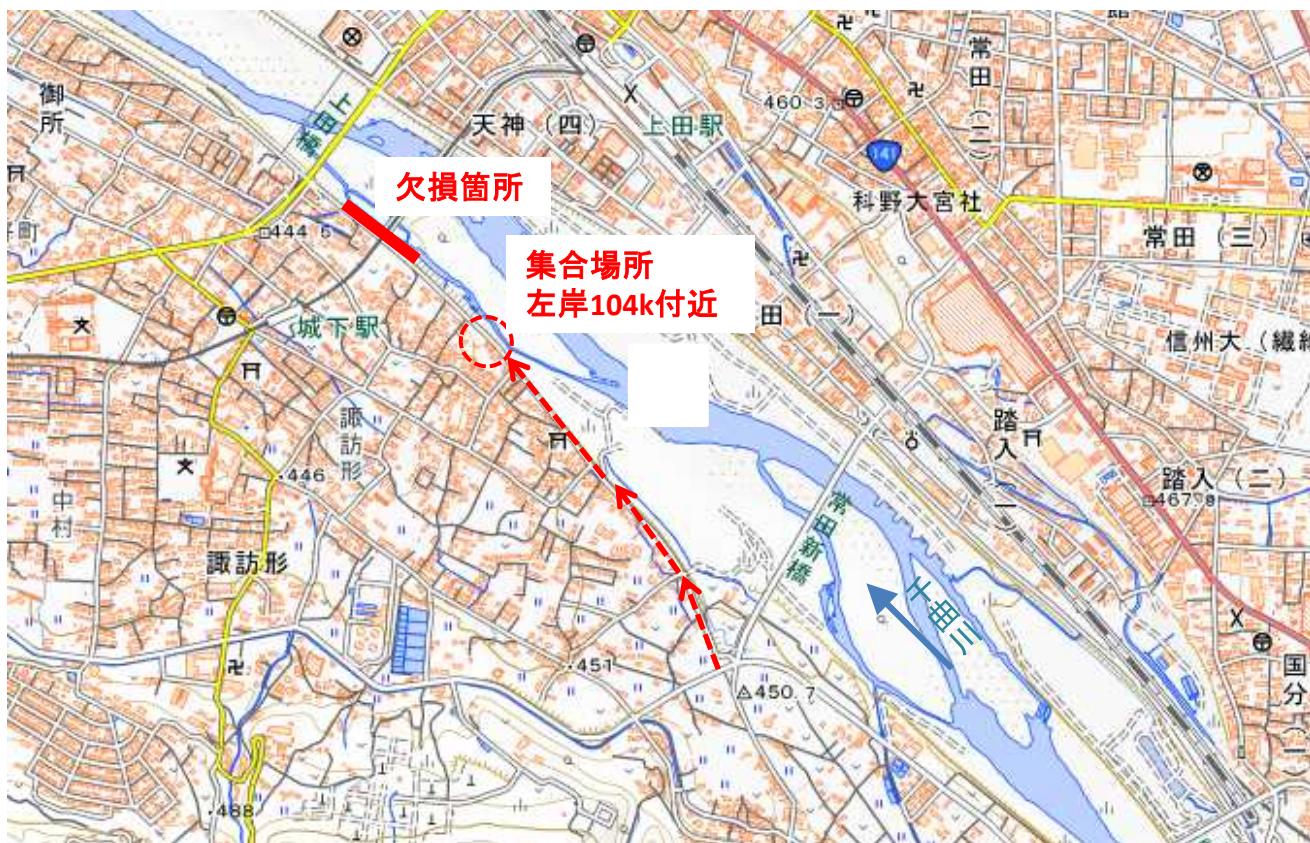 御所
上田橋
天神（四）
上田駅
460.3
常田（二）
141
科野大宮社
常田（三）
欠損箇所
444.5
集合場所
左岸104k付近
田（一）
城下駅
信州大（繊維
諏訪形
446
中村
踏入（一）
踏入（二）
467.8
常田新橋
諏訪形
千曲川
451
450.7
国分（一）
488